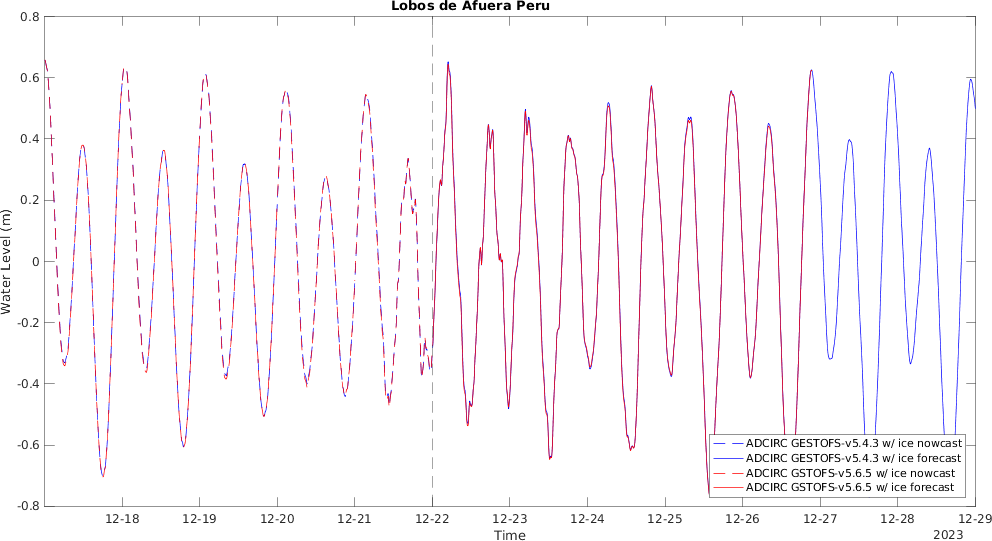 Lobos de Afuera Peru
0.8
0.6
0.4
0.2
0
-0.2
-0.4
-0.6
-0.8
Water Level (m)
ADCIRC GESTOFS-v5.4.3 w/ ice nowcast
ADCIRC GESTOFS-v5.4.3 w/ ice forecast
ADCIRC GSTOFS-v5.6.5 w/ ice nowcast
ADCIRC GSTOFS-v5.6.5 w/ ice forecast
12-18 12-19 12-20 12-21 12-22 12-23 12-24 12-25 12-26 12-27 12-28 12-29
Time
2023